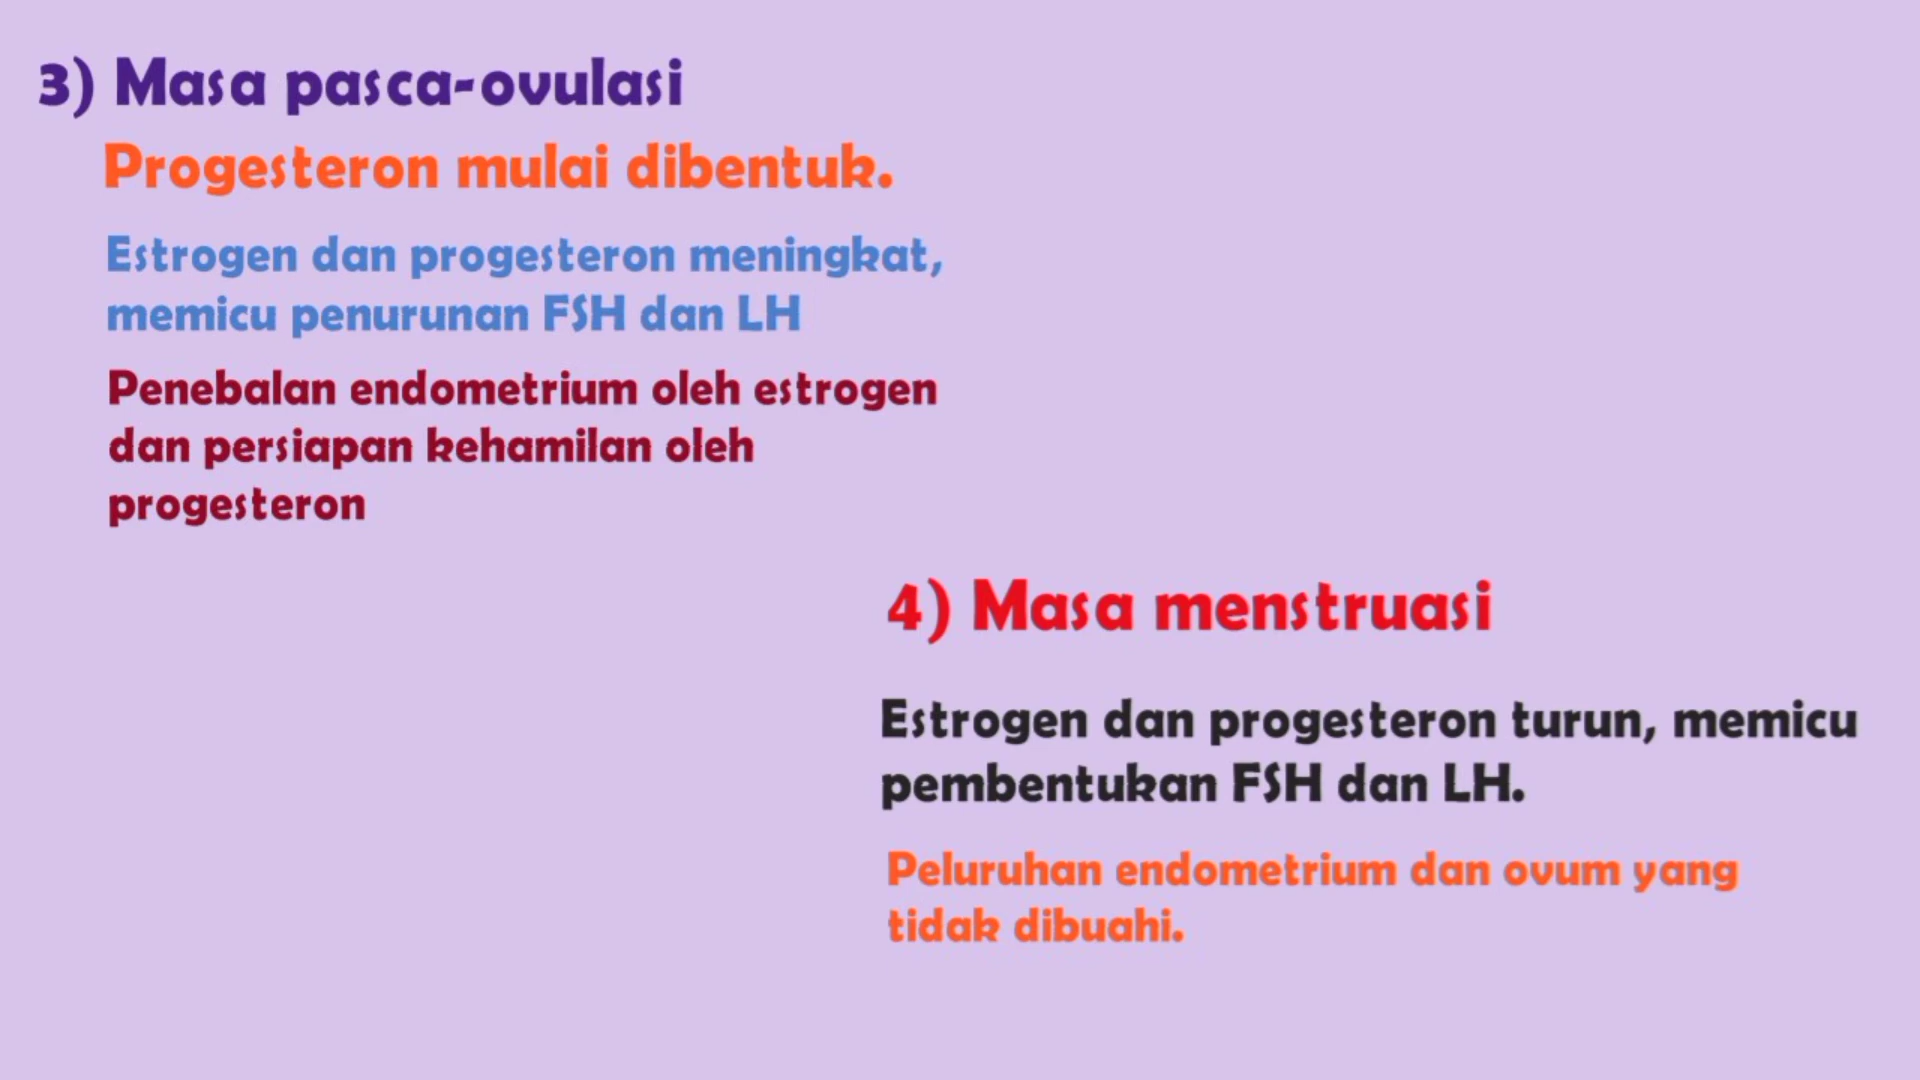 3) Masa pasca-ovulasi
Progesteron mulai dibentuk.
Estrogen dan progesteron meningkat,
memicu penurunan FSH dan LH
Penebalan endometrium oleh estrogen
dan persiapan kehamilan oleh
progesteron
4) Masa menstruasi
Estrogen dan progesteron turun, memicu
pembentukan FSH dan LH.
Peluruhan endometrium dan ovum yang
tidak dibuahi.